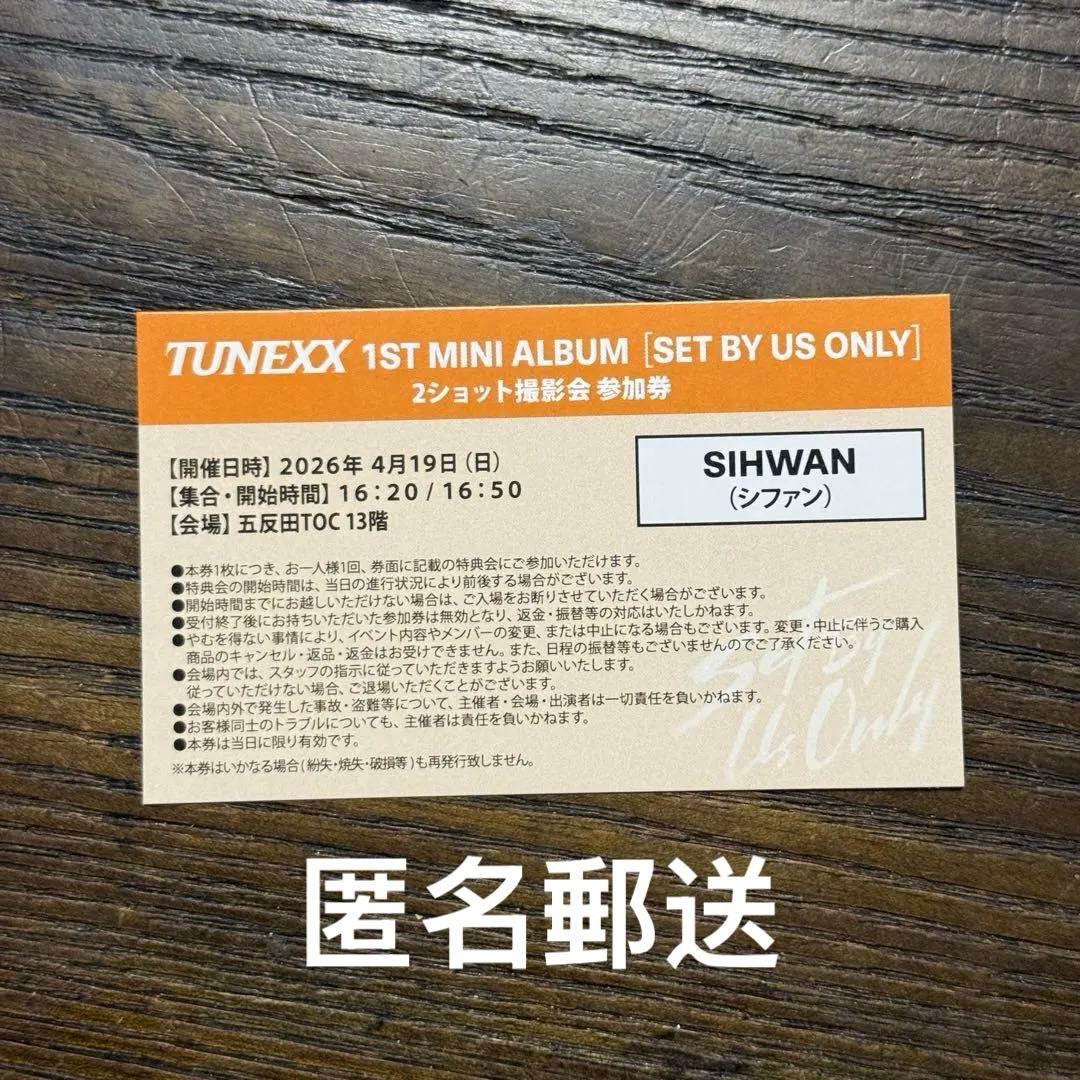 TUNEXX 1ST MINI ALBUM [SET BY US ONLY]
2ショット撮影会 参加券
【開催日時】2026年 4月19日(日)
【集合・開始時間】16：20 / 16：50
【会場】五反田TOC 13階
SIHWAN
(シファン)
●本券1枚につき、お一人様1回、券面に記載の特典会にご参加いただけます。
●特典会の開始時間は、当日の進行状況により前後する場合がございます。
●開始時間までにお越しいただけない場合は、ご入場をお断りさせていただく場合がございます。
●受付終了後にお持ちいただいた参加券は無効となり、返金・振替等の対応はいたしかねます。
●やむを得ない事情により、イベント内容やメンバーの変更、または中止になる場合もございます。変更・中止に伴うご購入
商品のキャンセル・返品・返金はお受けできません。また、日程の振替等もございませんのでご了承ください。
●会場内では、スタッフの指示に従っていただきますようお願いいたします。
従っていただけない場合、ご退場いただくことがございます。
●会場内外で発生した事故・盗難等について、主催者・会場・出演者は一切責任を負いかねます。
●お客様同士のトラブルについても、主催者は責任を負いかねます。
●本券は当日に限り有効です。
※本券はいかなる場合(紛失・焼失・破損等)も再発行致しません。
Set by
Us Only
匿名郵送